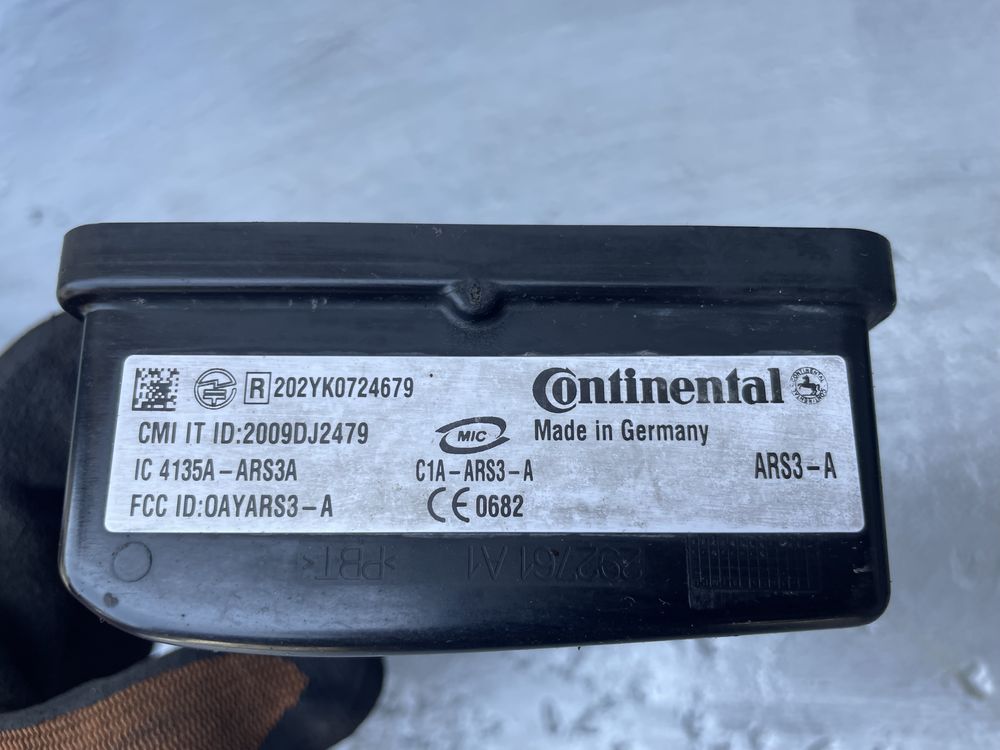 R 202YK0724679
Continental
CMI IT ID:2009DJ2479
MIC
Made in Germany
IC 4135A-ARS3A
C1A-ARS3-A
ARS3-A
FCC ID:OAYARS3-A
CE 0682
>PBT<
292761 A1